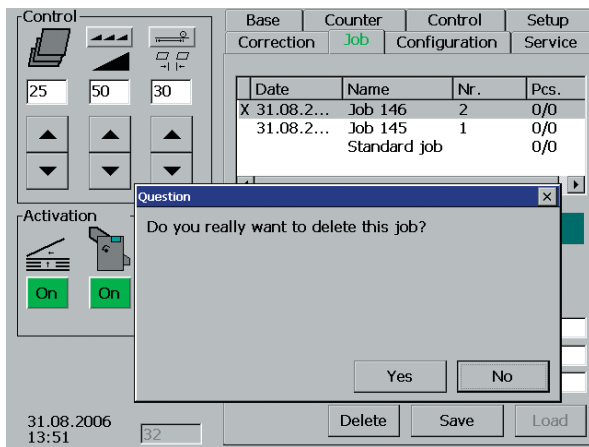 Control
25 50 30
Activation
On On
31.08.2006
13:51
32
Base Counter Control Setup
Correction Job Configuration Service
Date Name Nr. Pcs.
X 31.08.2... Job 146 2 0/0
31.08.2... Job 145 1 0/0
Standard job 0/0
Question
Do you really want to delete this job?
Yes No
Delete Save Load